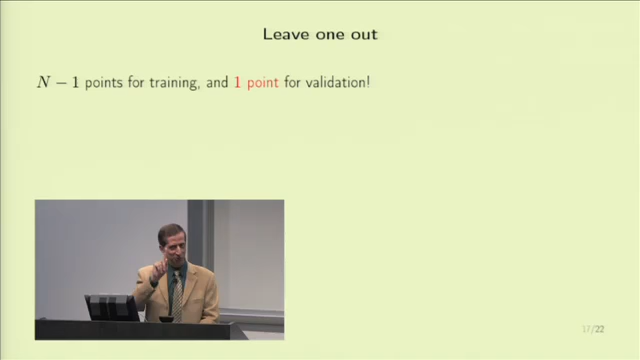 Leave one out
N − 1 points for training, and 1 point for validation!
17/22